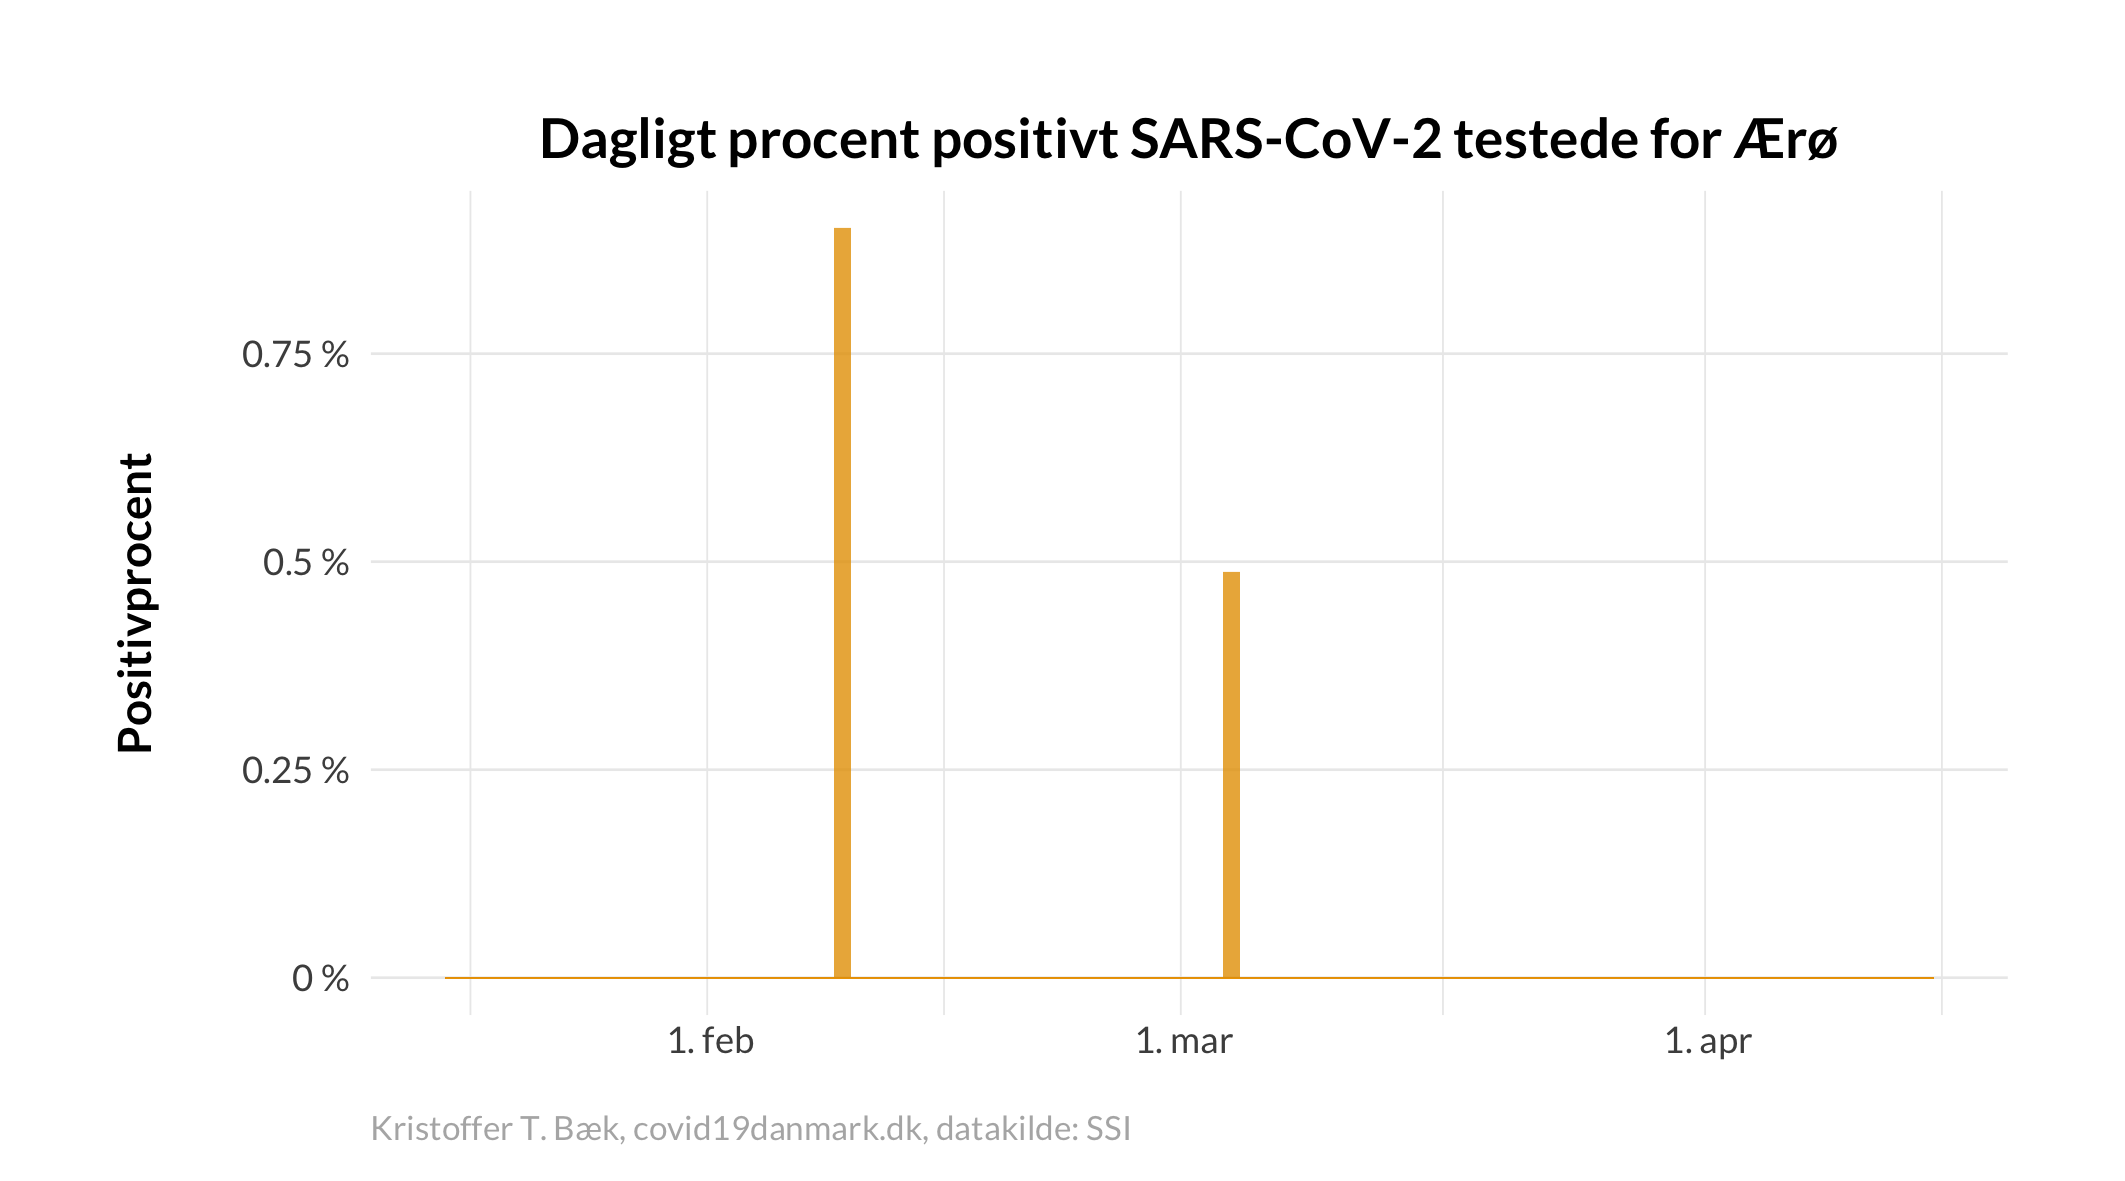 Dagligt procent positivt SARS-CoV-2 testede for Ærø
Positivprocent
0.75 %
0.5 %
0.25 %
0 %
1. feb
1. mar
1. apr
Kristoffer T. Bæk, covid19danmark.dk, datakilde: SSI